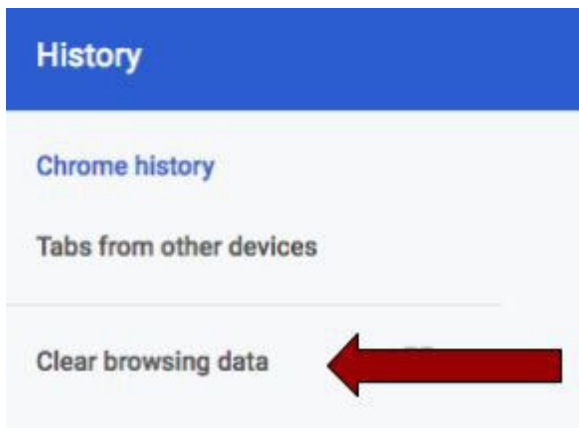 History
Chrome history
Tabs from other devices
Clear browsing data